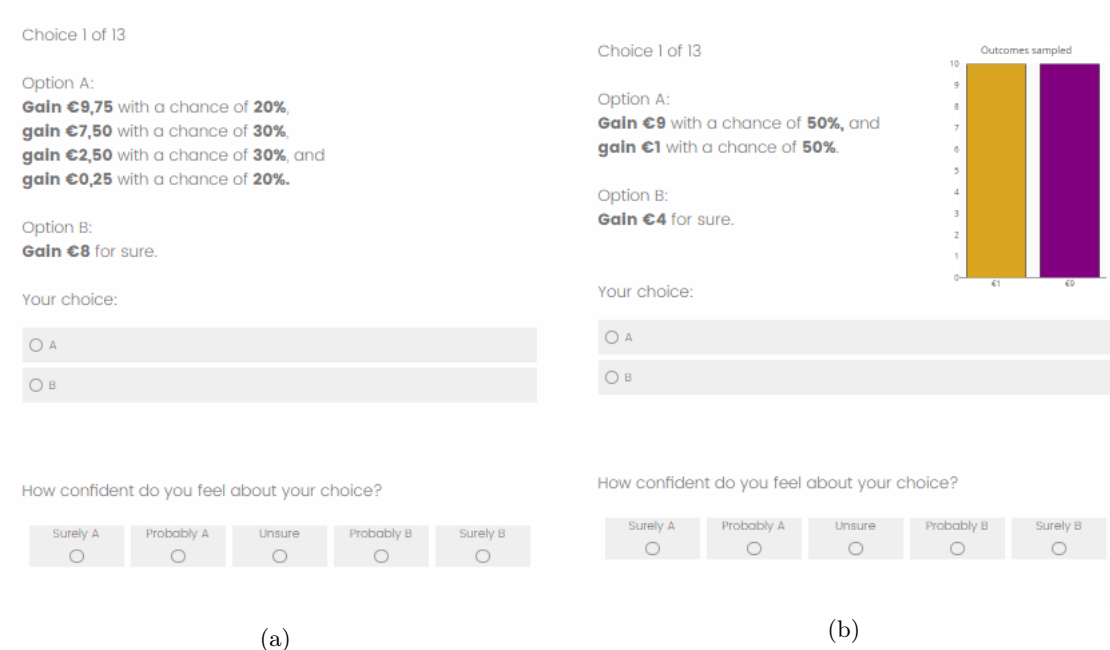 Choice 1 of 13
Option A:
Gain €9,75 with a chance of 20%,
gain €7,50 with a chance of 30%,
gain €2,50 with a chance of 30%, and
gain €0,25 with a chance of 20%.
Option B:
Gain €8 for sure.
Your choice:
A
B
How confident do you feel about your choice?
Surely A Probably A Unsure Probably B Surely B
(a)
Choice 1 of 13
Option A:
Gain €9 with a chance of 50%, and
gain €1 with a chance of 50%.
Option B:
Gain €4 for sure.
Outcomes sampled
10
9
8
7
6
5
4
3
2
1
0
€1 €9
Your choice:
A
B
How confident do you feel about your choice?
Surely A Probably A Unsure Probably B Surely B
(b)